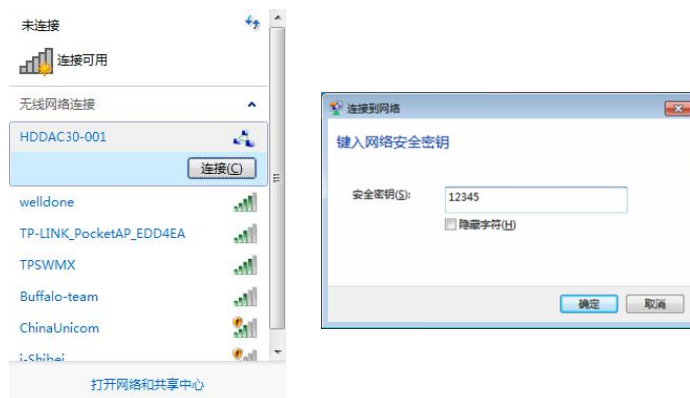 未连接
连接可用
无线网络连接
HDDAC30-001
连接(C)
welldone
TP-LINK_PocketAP_EDD4EA
TPSWMX
Buffalo-team
ChinaUnicom
i-Shibei
打开网络和共享中心
连接到网络
键入网络安全密钥
安全密钥(S):
12345
隐藏字符(H)
确定
取消